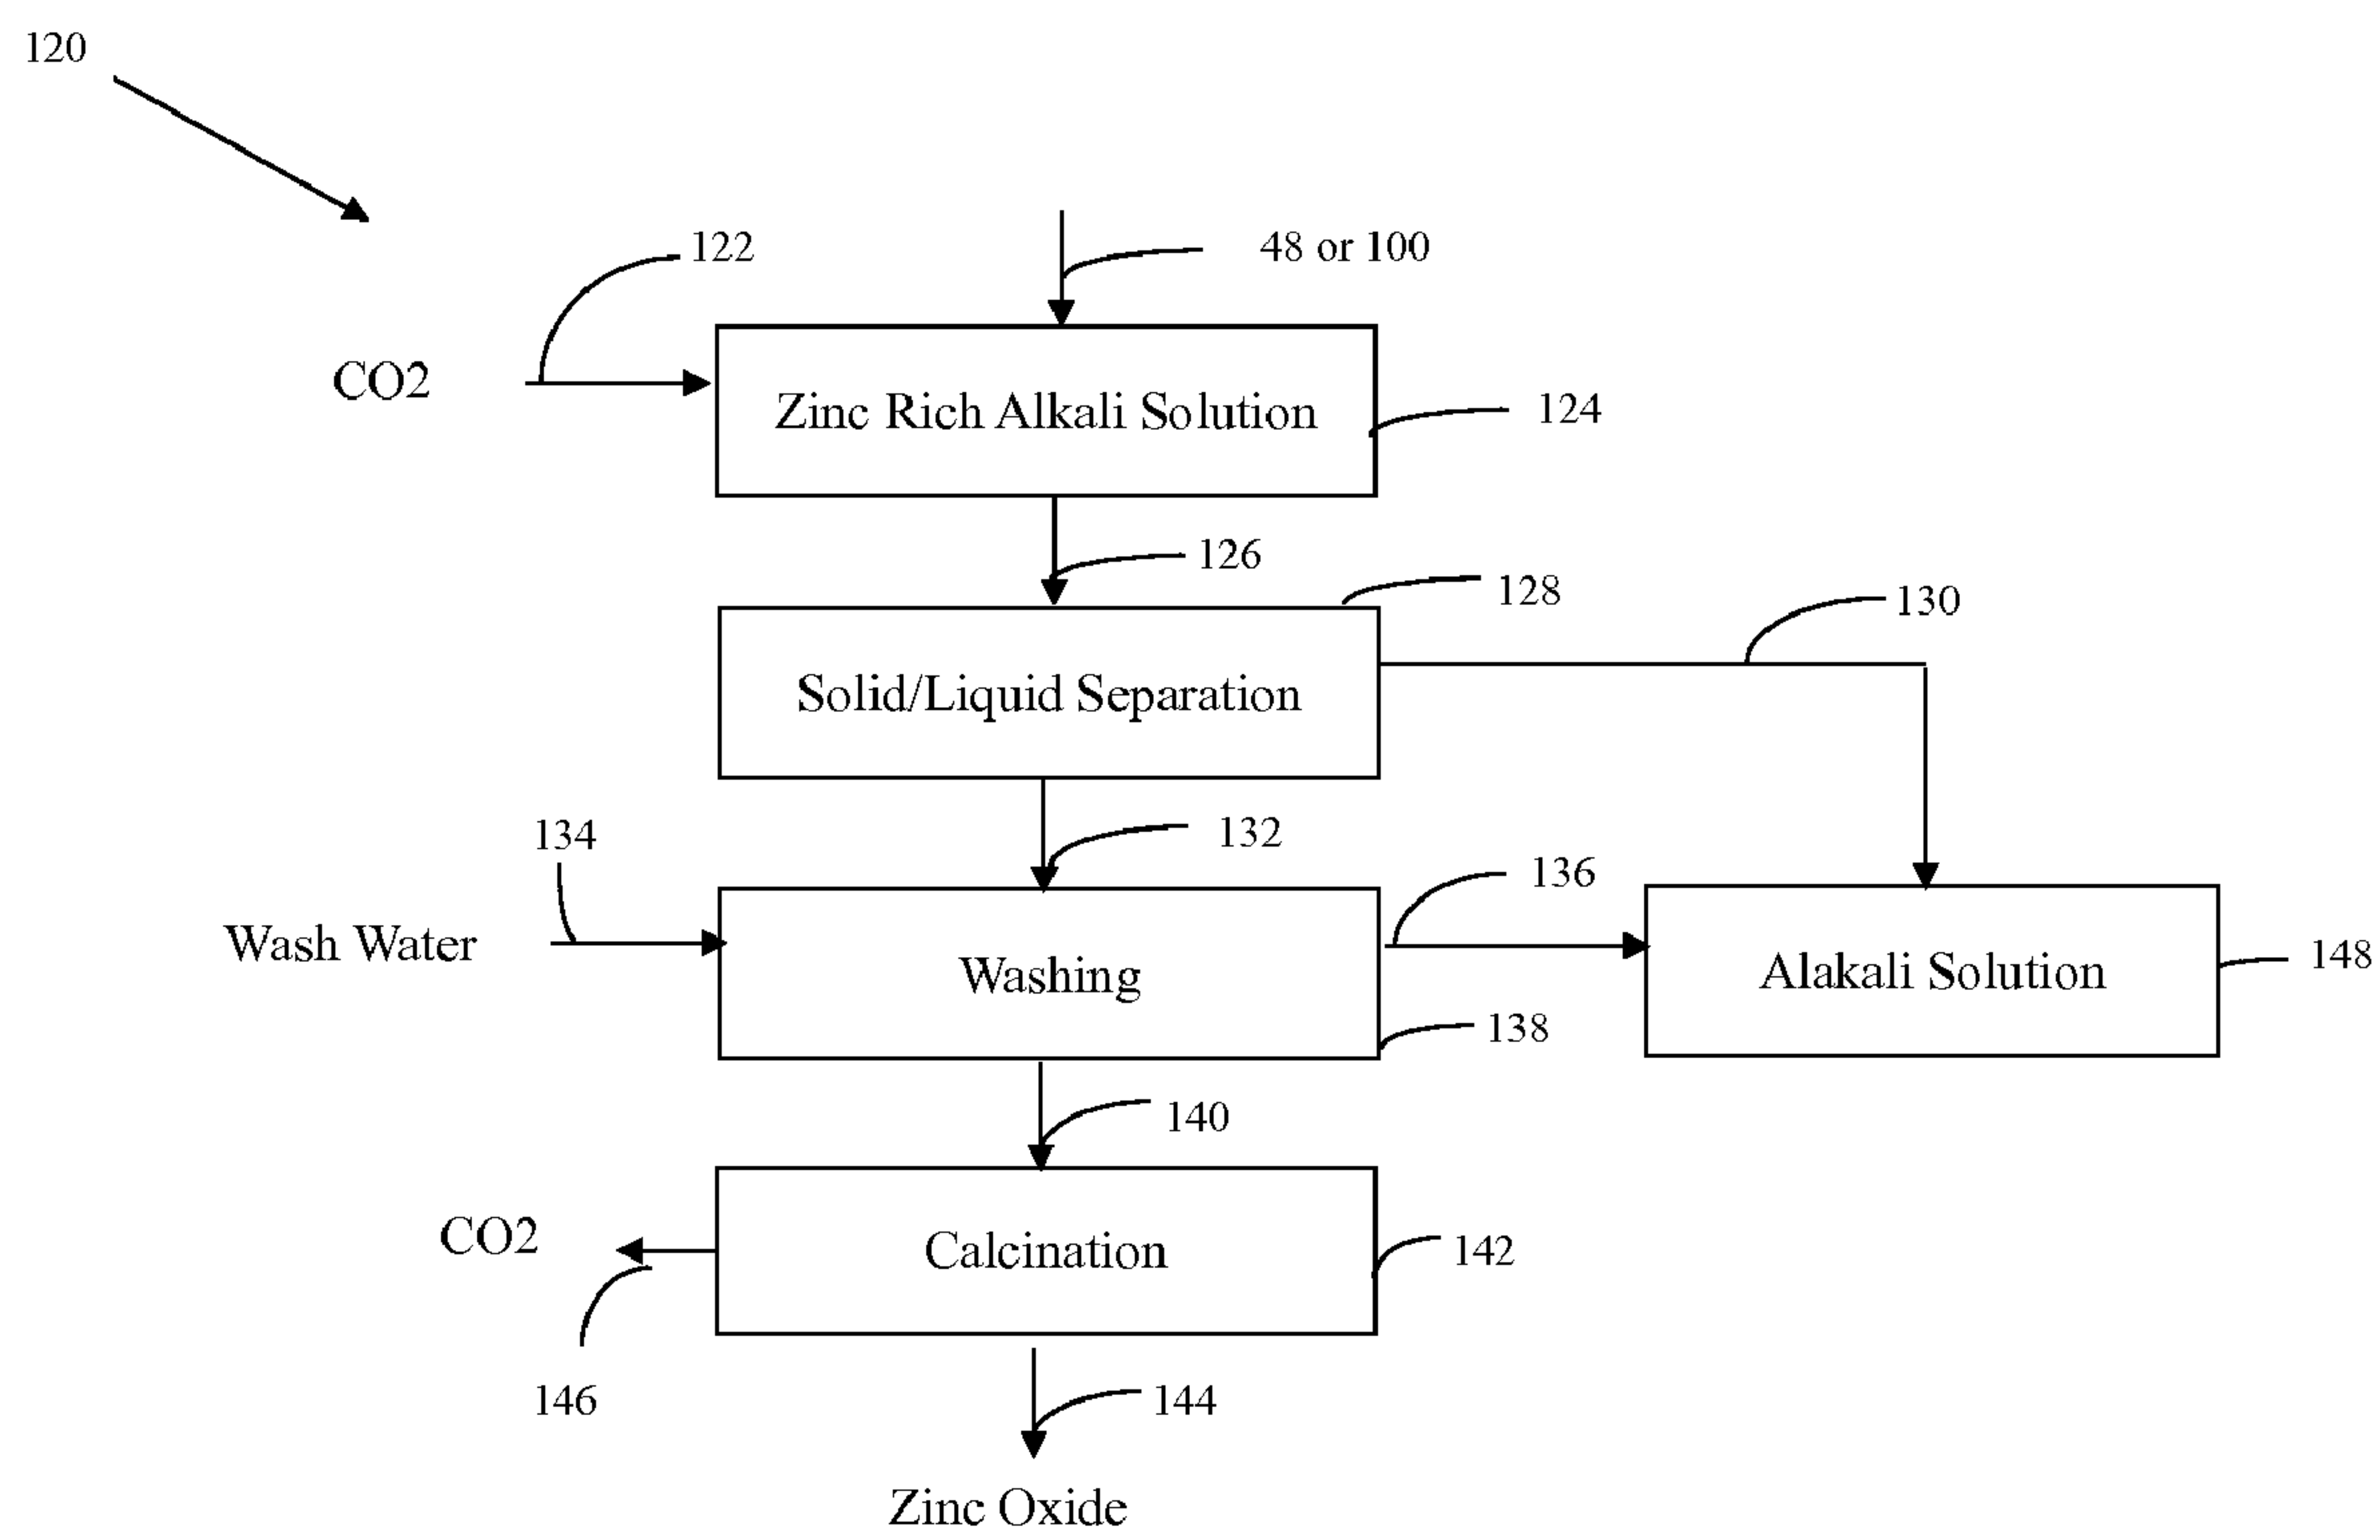 120
122
48 or 100
CO2
Zinc Rich Alkali Solution
124
126
128
130
Solid/Liquid Separation
134
132
136
Wash Water
Washing
Alakali Solution
148
138
140
CO2
Calcination
142
146
144
Zinc Oxide